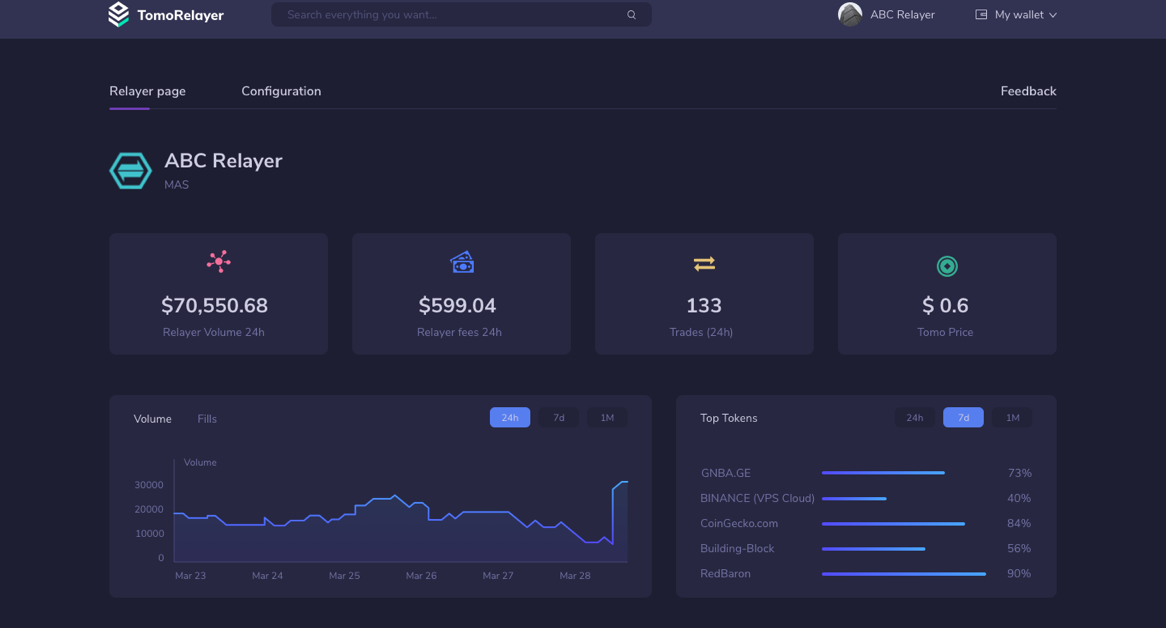 TomoRelayer
Search everything you want...
ABC Relayer
My wallet
Relayer page
Configuration
Feedback
ABC Relayer
MAS
$70,550.68
Relayer Volume 24h
$599.04
Relayer fees 24h
133
Trades (24h)
$ 0.6
Tomo Price
Volume
Fills
24h
7d
1M
Volume
30000
20000
10000
0
Mar 23
Mar 24
Mar 25
Mar 26
Mar 27
Mar 28
Top Tokens
24h
7d
1M
GNBA.GE 73%
BINANCE (VPS Cloud) 40%
CoinGecko.com 84%
Building-Block 56%
RedBaron 90%